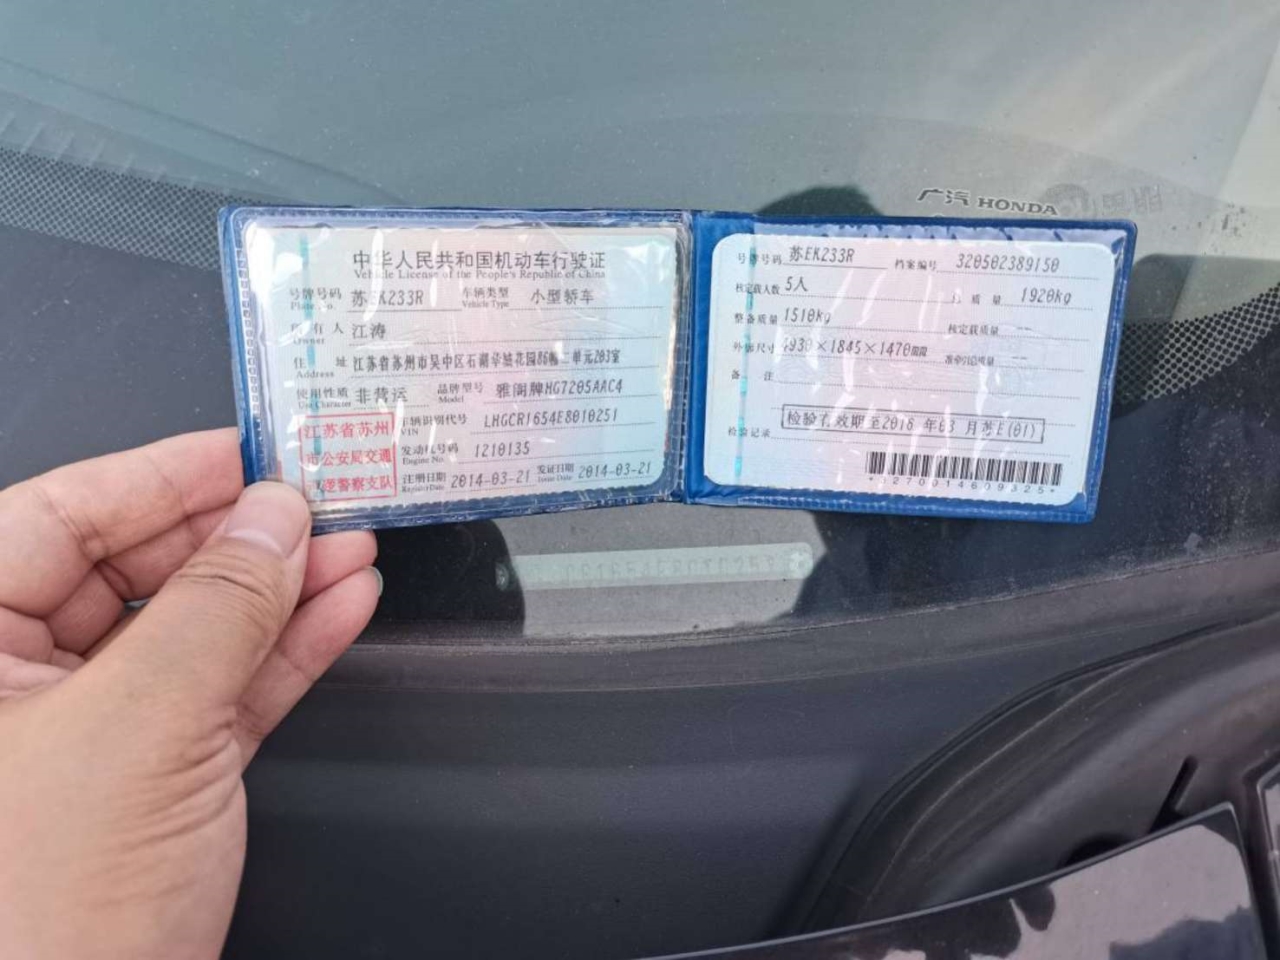 广汽 HONDA
中华人民共和国机动车行驶证
Vehicle License of the People's Republic of China
号牌号码 苏EK233R 车辆类型 小型轿车
Plate No. Vehicle Type
所有人 江涛
Owner
住址 江苏省苏州市吴中区石湖华城花园86幢二单元203室
Address
使用性质 非营运 品牌型号 雅阁牌HG7205AAC4
Use Character Model
江苏省苏州
市公安局交通
巡逻警察支队
车辆识别代号 LHGCR1654E8010251
VIN
发动机号码 1210135
Engine No.
注册日期 2014-03-21 发证日期 2014-03-21
Register Date Issue Date
号牌号码 苏EK233R 档案编号 320502389150
核定载人数 5人 总质量 1920kg
整备质量 1510kg 核定载质量 --
外廓尺寸 4930×1845×1470mm 准牵引总质量 --
备注
检验记录 检验有效期至2016年03月苏E(01)
*3270014609325*